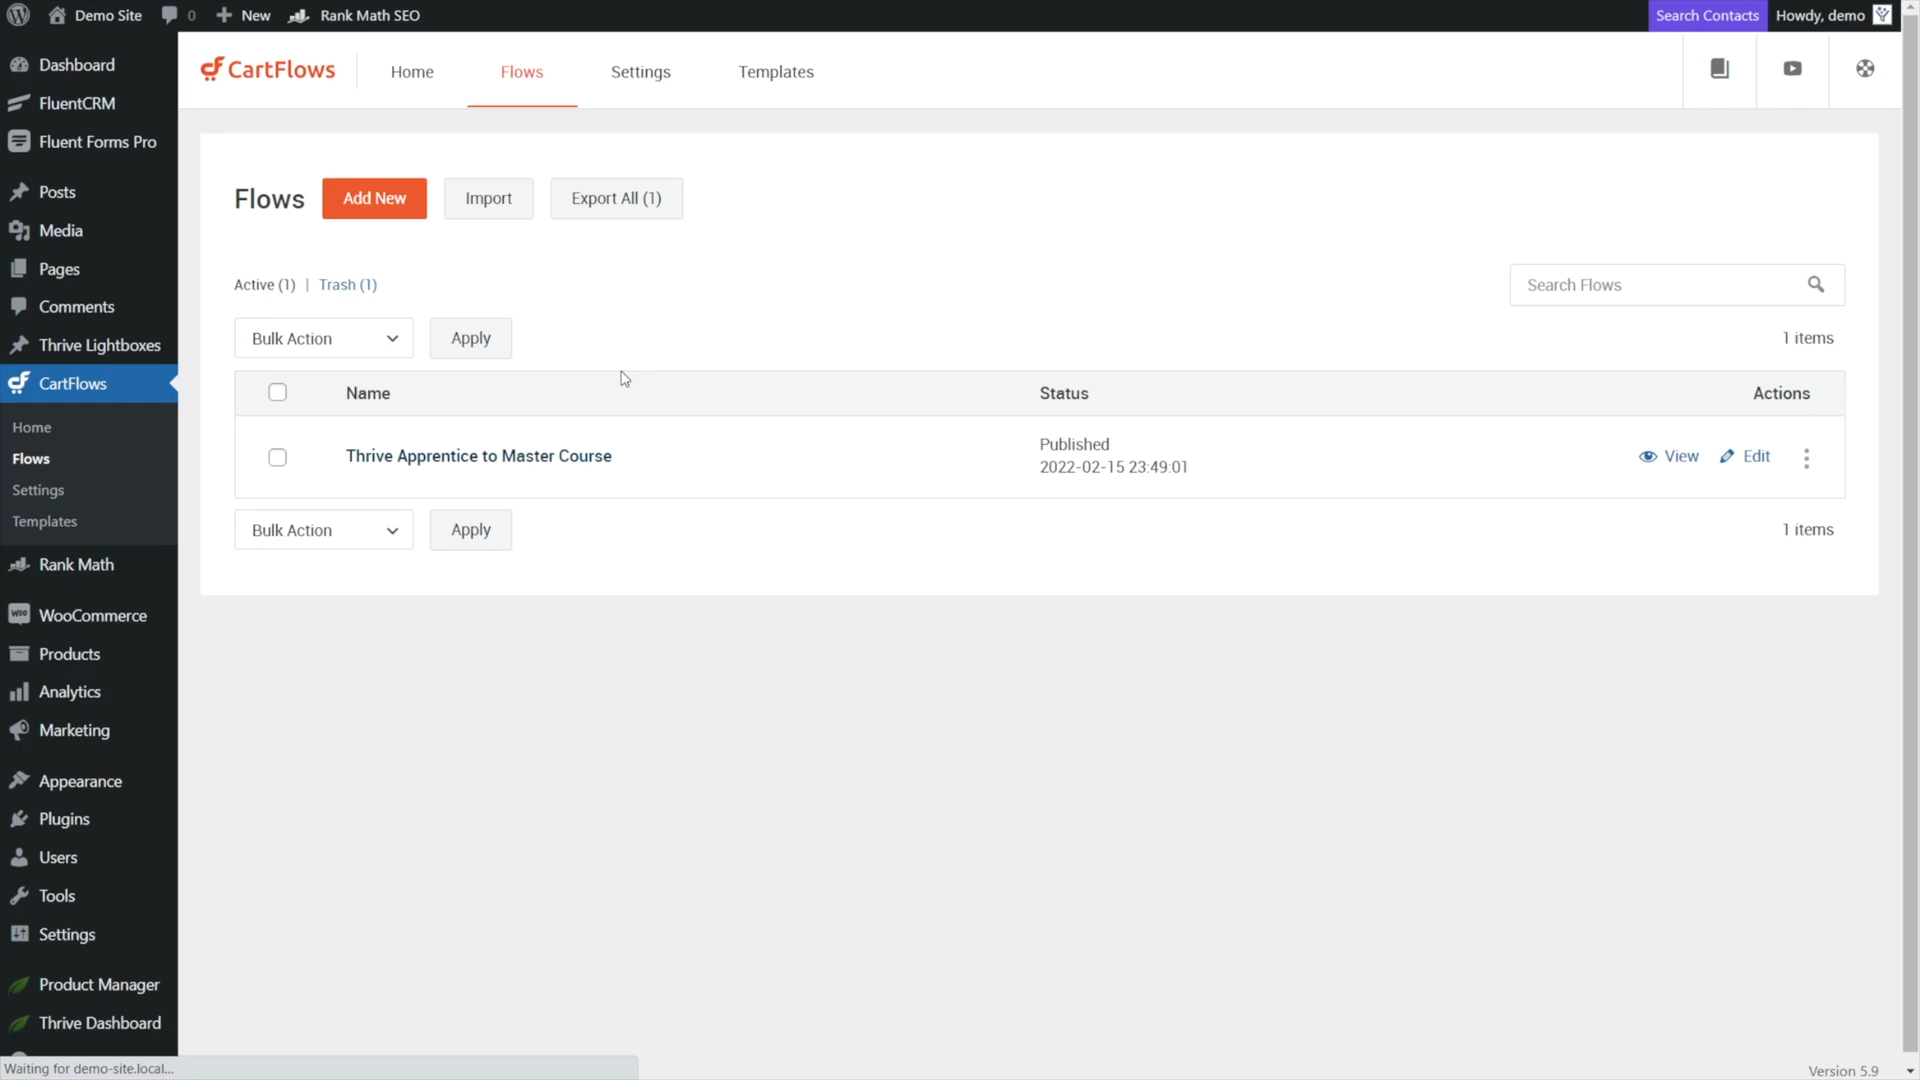 Demo Site
0
New
Rank Math SEO
Search Contacts
Howdy, demo
Dashboard
FluentCRM
Fluent Forms Pro
Posts
Media
Pages
Comments
Thrive Lightboxes
CartFlows
Home
Flows
Settings
Templates
Rank Math
WooCommerce
Products
Analytics
Marketing
Appearance
Plugins
Users
Tools
Settings
Product Manager
Thrive Dashboard
Waiting for demo-site.local...
CartFlows
Home
Flows
Settings
Templates
Flows
Add New
Import
Export All (1)
Active (1) | Trash (1)
Search Flows
Bulk Action
Apply
1 items
Name
Status
Actions
Thrive Apprentice to Master Course
Published
2022-02-15 23:49:01
View
Edit
Bulk Action
Apply
1 items
Version 5.9